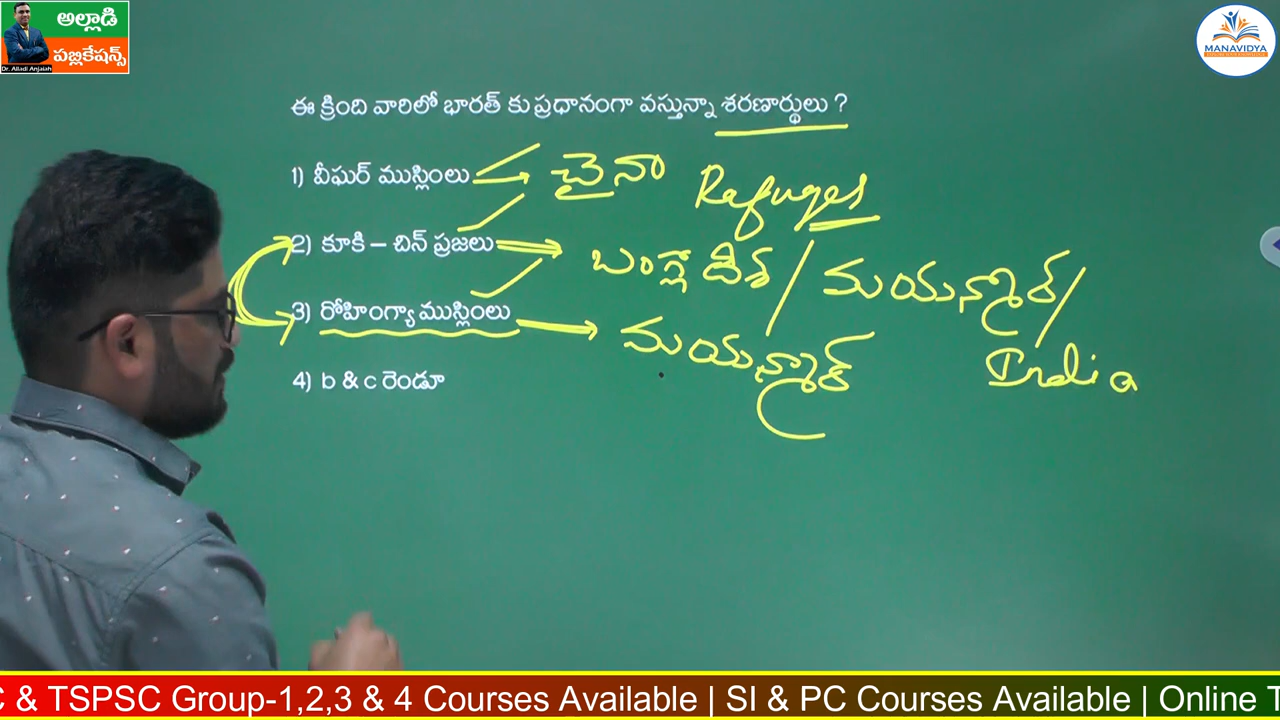 అల్లాడి
పబ్లికేషన్స్
Dr. Alladi Anjaiah
MANAVIDYA
ఈ క్రింది వారిలో భారత్ కు ప్రధానంగా వస్తున్నా శరణార్థులు ?
1) వీఘర్ ముస్లింలు
చైనా
Refuges
2) కూకి – చిన్ ప్రజలు
బంగ్లేదిశ / మయన్మార్ /
India
3) రోహింగ్యా ముస్లింలు
మయన్మార్
4) b & c రెండూ
C & TSPSC Group-1,2,3 & 4 Courses Available | SI & PC Courses Available | Online T